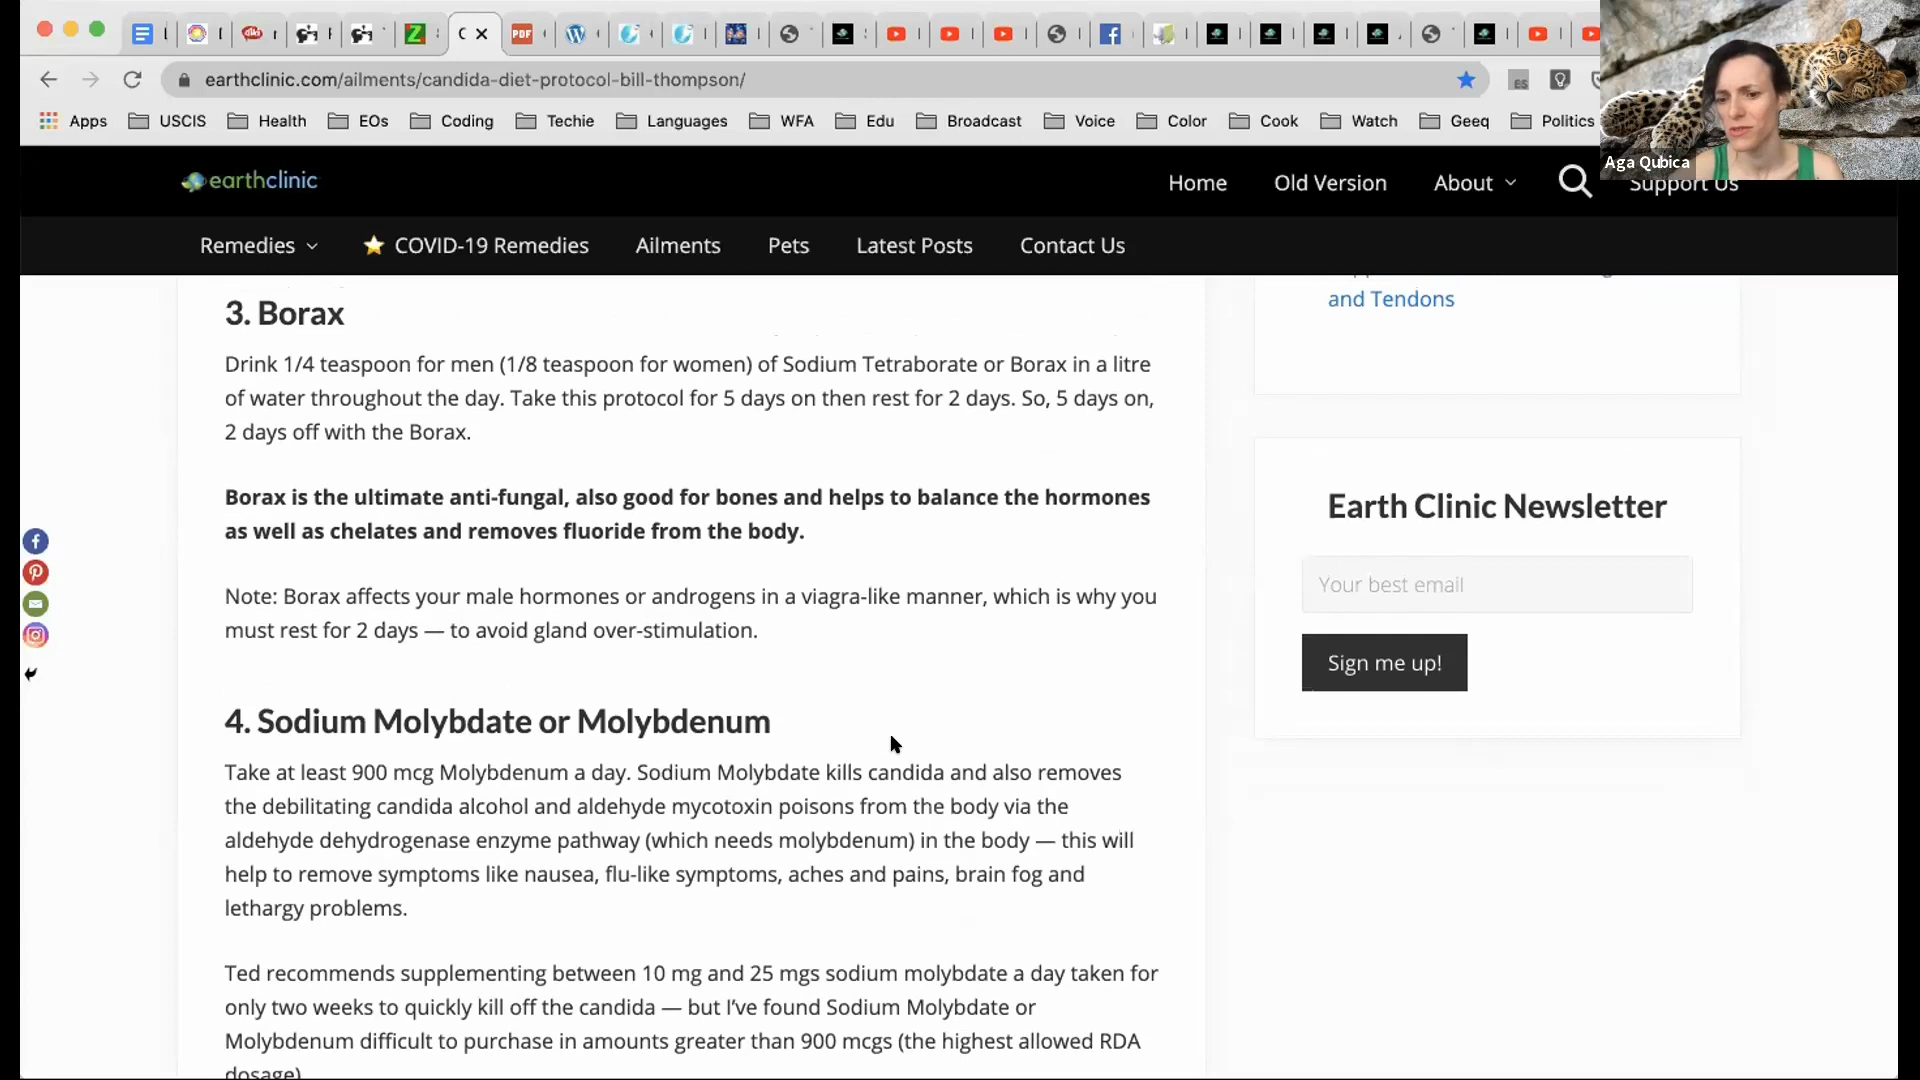 earthclinic.com/ailments/candida-diet-protocol-bill-thompson/
Apps USCIS Health EOs Coding Techie Languages WFA Edu Broadcast Voice Color Cook Watch Geeq Politics
Aga Qubica
earthclinic Home Old Version About Support Us
Remedies COVID-19 Remedies Ailments Pets Latest Posts Contact Us
3. Borax
Drink 1/4 teaspoon for men (1/8 teaspoon for women) of Sodium Tetraborate or Borax in a litre
of water throughout the day. Take this protocol for 5 days on then rest for 2 days. So, 5 days on,
2 days off with the Borax.
Borax is the ultimate anti-fungal, also good for bones and helps to balance the hormones
as well as chelates and removes fluoride from the body.
Note: Borax affects your male hormones or androgens in a viagra-like manner, which is why you
must rest for 2 days — to avoid gland over-stimulation.
4. Sodium Molybdate or Molybdenum
Take at least 900 mcg Molybdenum a day. Sodium Molybdate kills candida and also removes
the debilitating candida alcohol and aldehyde mycotoxin poisons from the body via the
aldehyde dehydrogenase enzyme pathway (which needs molybdenum) in the body — this will
help to remove symptoms like nausea, flu-like symptoms, aches and pains, brain fog and
lethargy problems.
Ted recommends supplementing between 10 mg and 25 mgs sodium molybdate a day taken for
only two weeks to quickly kill off the candida — but I've found Sodium Molybdate or
Molybdenum difficult to purchase in amounts greater than 900 mcgs (the highest allowed RDA
dosage)
and Tendons
Earth Clinic Newsletter
Your best email
Sign me up!